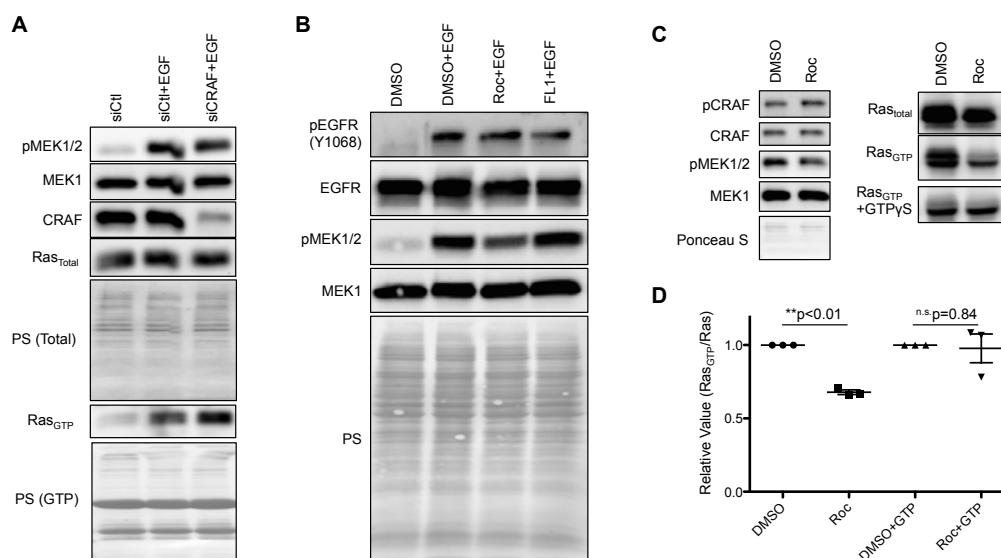 A
siCtl
siCtl+EGF
siCRAF+EGF
pMEK1/2
MEK1
CRAF
RasTotal
PS (Total)
RasGTP
PS (GTP)
B
DMSO
DMSO+EGF
Roc+EGF
FL1+EGF
pEGFR
(Y1068)
EGFR
pMEK1/2
MEK1
PS
C
DMSO
Roc
pCRAF
CRAF
pMEK1/2
MEK1
Ponceau S
DMSO
Roc
Rastotal
RasGTP
RasGTP
+GTPγS
D
**p<0.01
n.s.p=0.84
Relative Value (RasGTP/Ras)
1.0
0.5
0.0
DMSO
Roc
DMSO+GTP
Roc+GTP